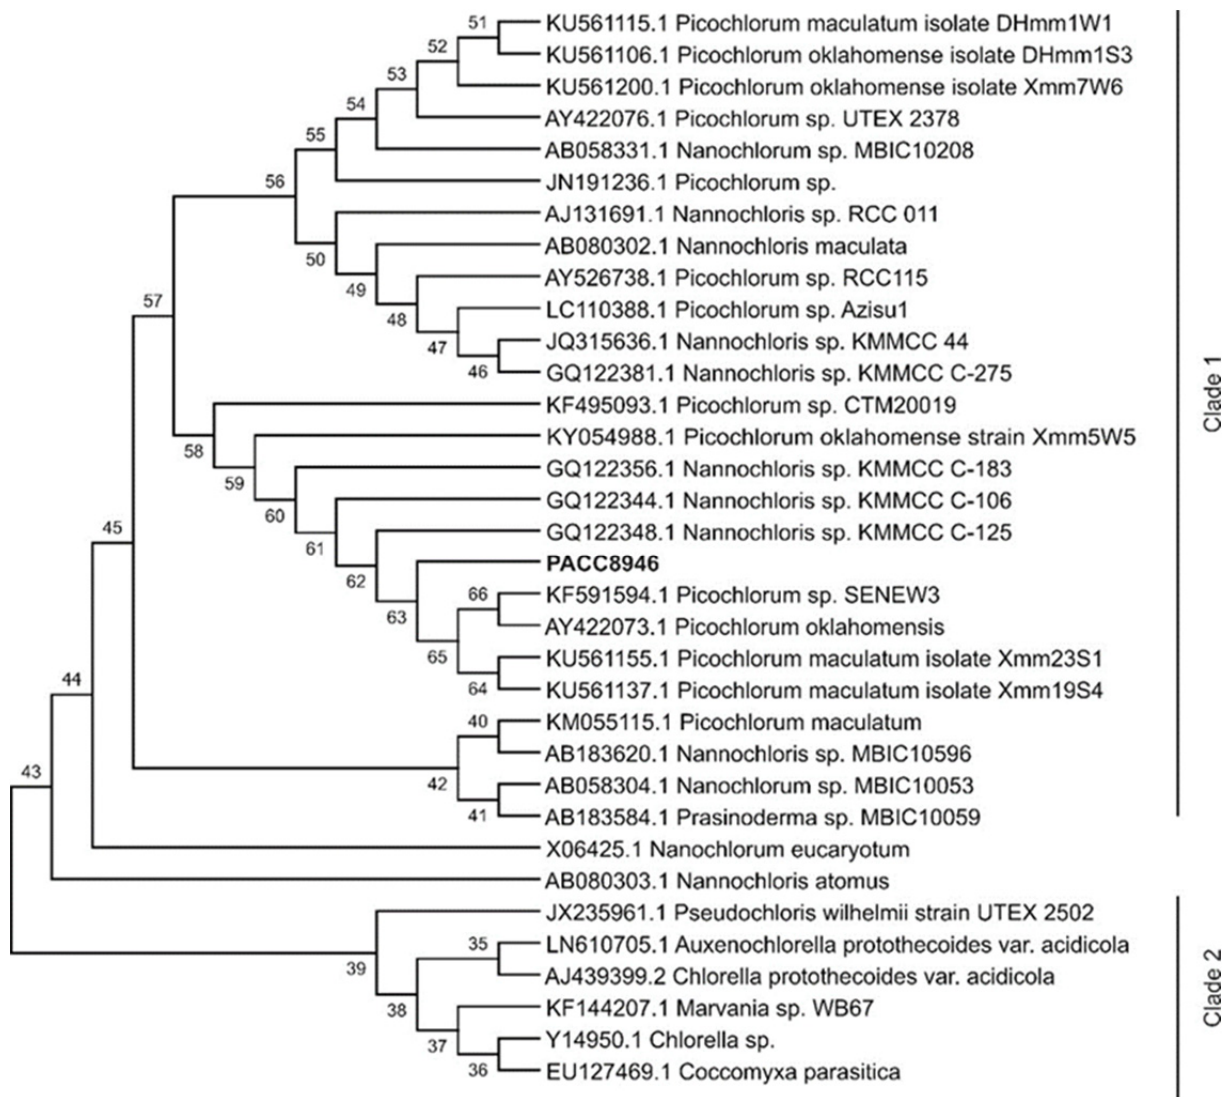 51
KU561115.1 Picochlorum maculatum isolate DHmm1W1
52
KU561106.1 Picochlorum oklahomense isolate DHmm1S3
53
KU561200.1 Picochlorum oklahomense isolate Xmm7W6
54
AY422076.1 Picochlorum sp. UTEX 2378
55
AB058331.1 Nanochlorum sp. MBIC10208
56
JN191236.1 Picochlorum sp.
AJ131691.1 Nannochloris sp. RCC 011
50
AB080302.1 Nannochloris maculata
49
AY526738.1 Picochlorum sp. RCC115
57
48
LC110388.1 Picochlorum sp. Azisu1
47
JQ315636.1 Nannochloris sp. KMMCC 44
46
GQ122381.1 Nannochloris sp. KMMCC C-275
Clade 1
KF495093.1 Picochlorum sp. CTM20019
58
KY054988.1 Picochlorum oklahomense strain Xmm5W5
59
GQ122356.1 Nannochloris sp. KMMCC C-183
60
GQ122344.1 Nannochloris sp. KMMCC C-106
45
61
GQ122348.1 Nannochloris sp. KMMCC C-125
62
PACC8946
63
66
KF591594.1 Picochlorum sp. SENEW3
AY422073.1 Picochlorum oklahomensis
65
KU561155.1 Picochlorum maculatum isolate Xmm23S1
44
64
KU561137.1 Picochlorum maculatum isolate Xmm19S4
40
KM055115.1 Picochlorum maculatum
AB183620.1 Nannochloris sp. MBIC10596
43
42
AB058304.1 Nanochlorum sp. MBIC10053
41
AB183584.1 Prasinoderma sp. MBIC10059
X06425.1 Nanochlorum eucaryotum
AB080303.1 Nannochloris atomus
JX235961.1 Pseudochloris wilhelmii strain UTEX 2502
35
LN610705.1 Auxenochlorella protothecoides var. acidicola
39
AJ439399.2 Chlorella protothecoides var. acidicola
Clade 2
38
KF144207.1 Marvania sp. WB67
37
Y14950.1 Chlorella sp.
36
EU127469.1 Coccomyxa parasitica